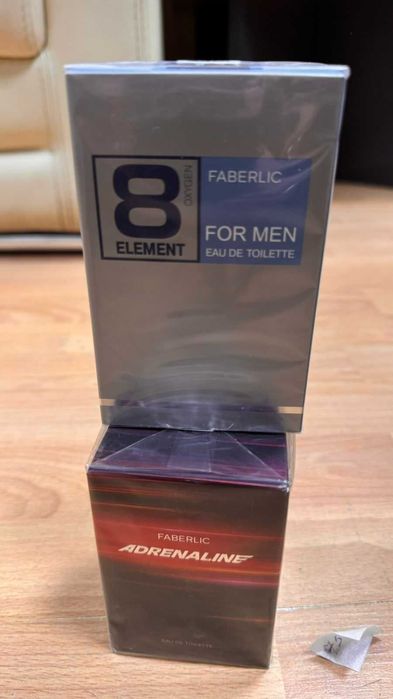 8
OXYGEN
ELEMENT
FABERLIC
FOR MEN
EAU DE TOILETTE
FABERLIC
ADRENALINE
EAU DE TOILETTE